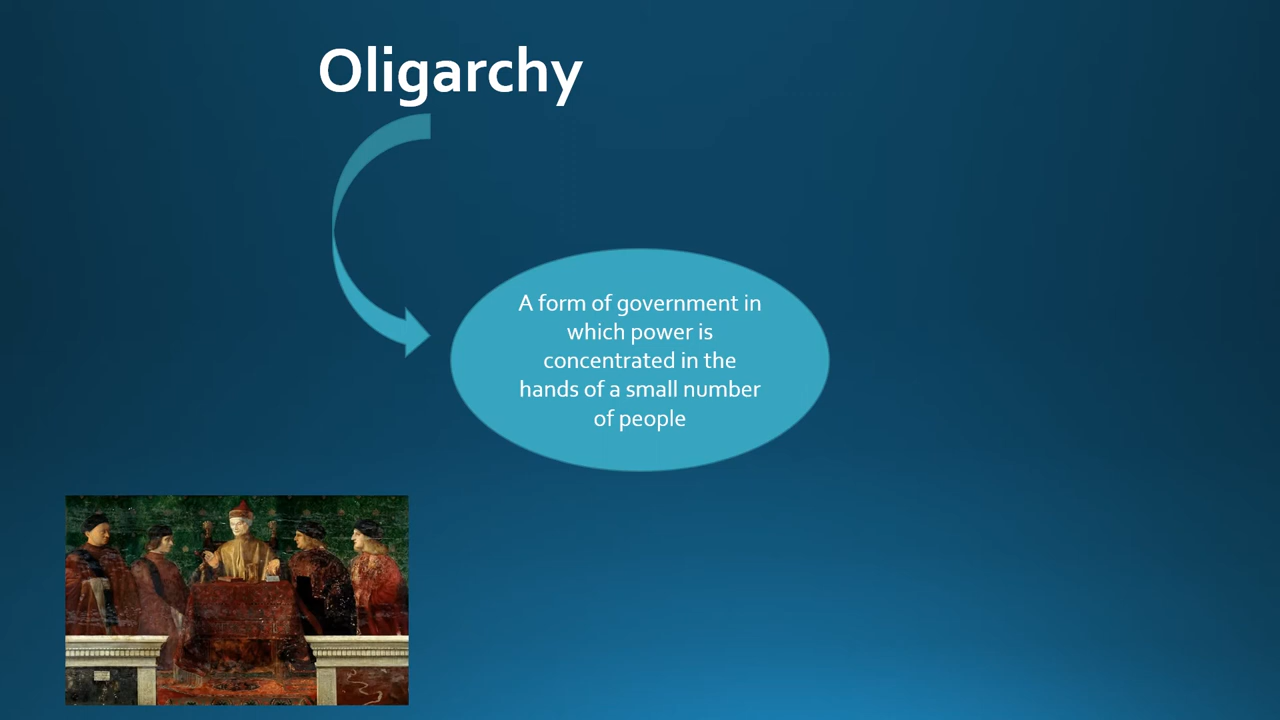 Oligarchy
A form of government in
which power is
concentrated in the
hands of a small number
of people